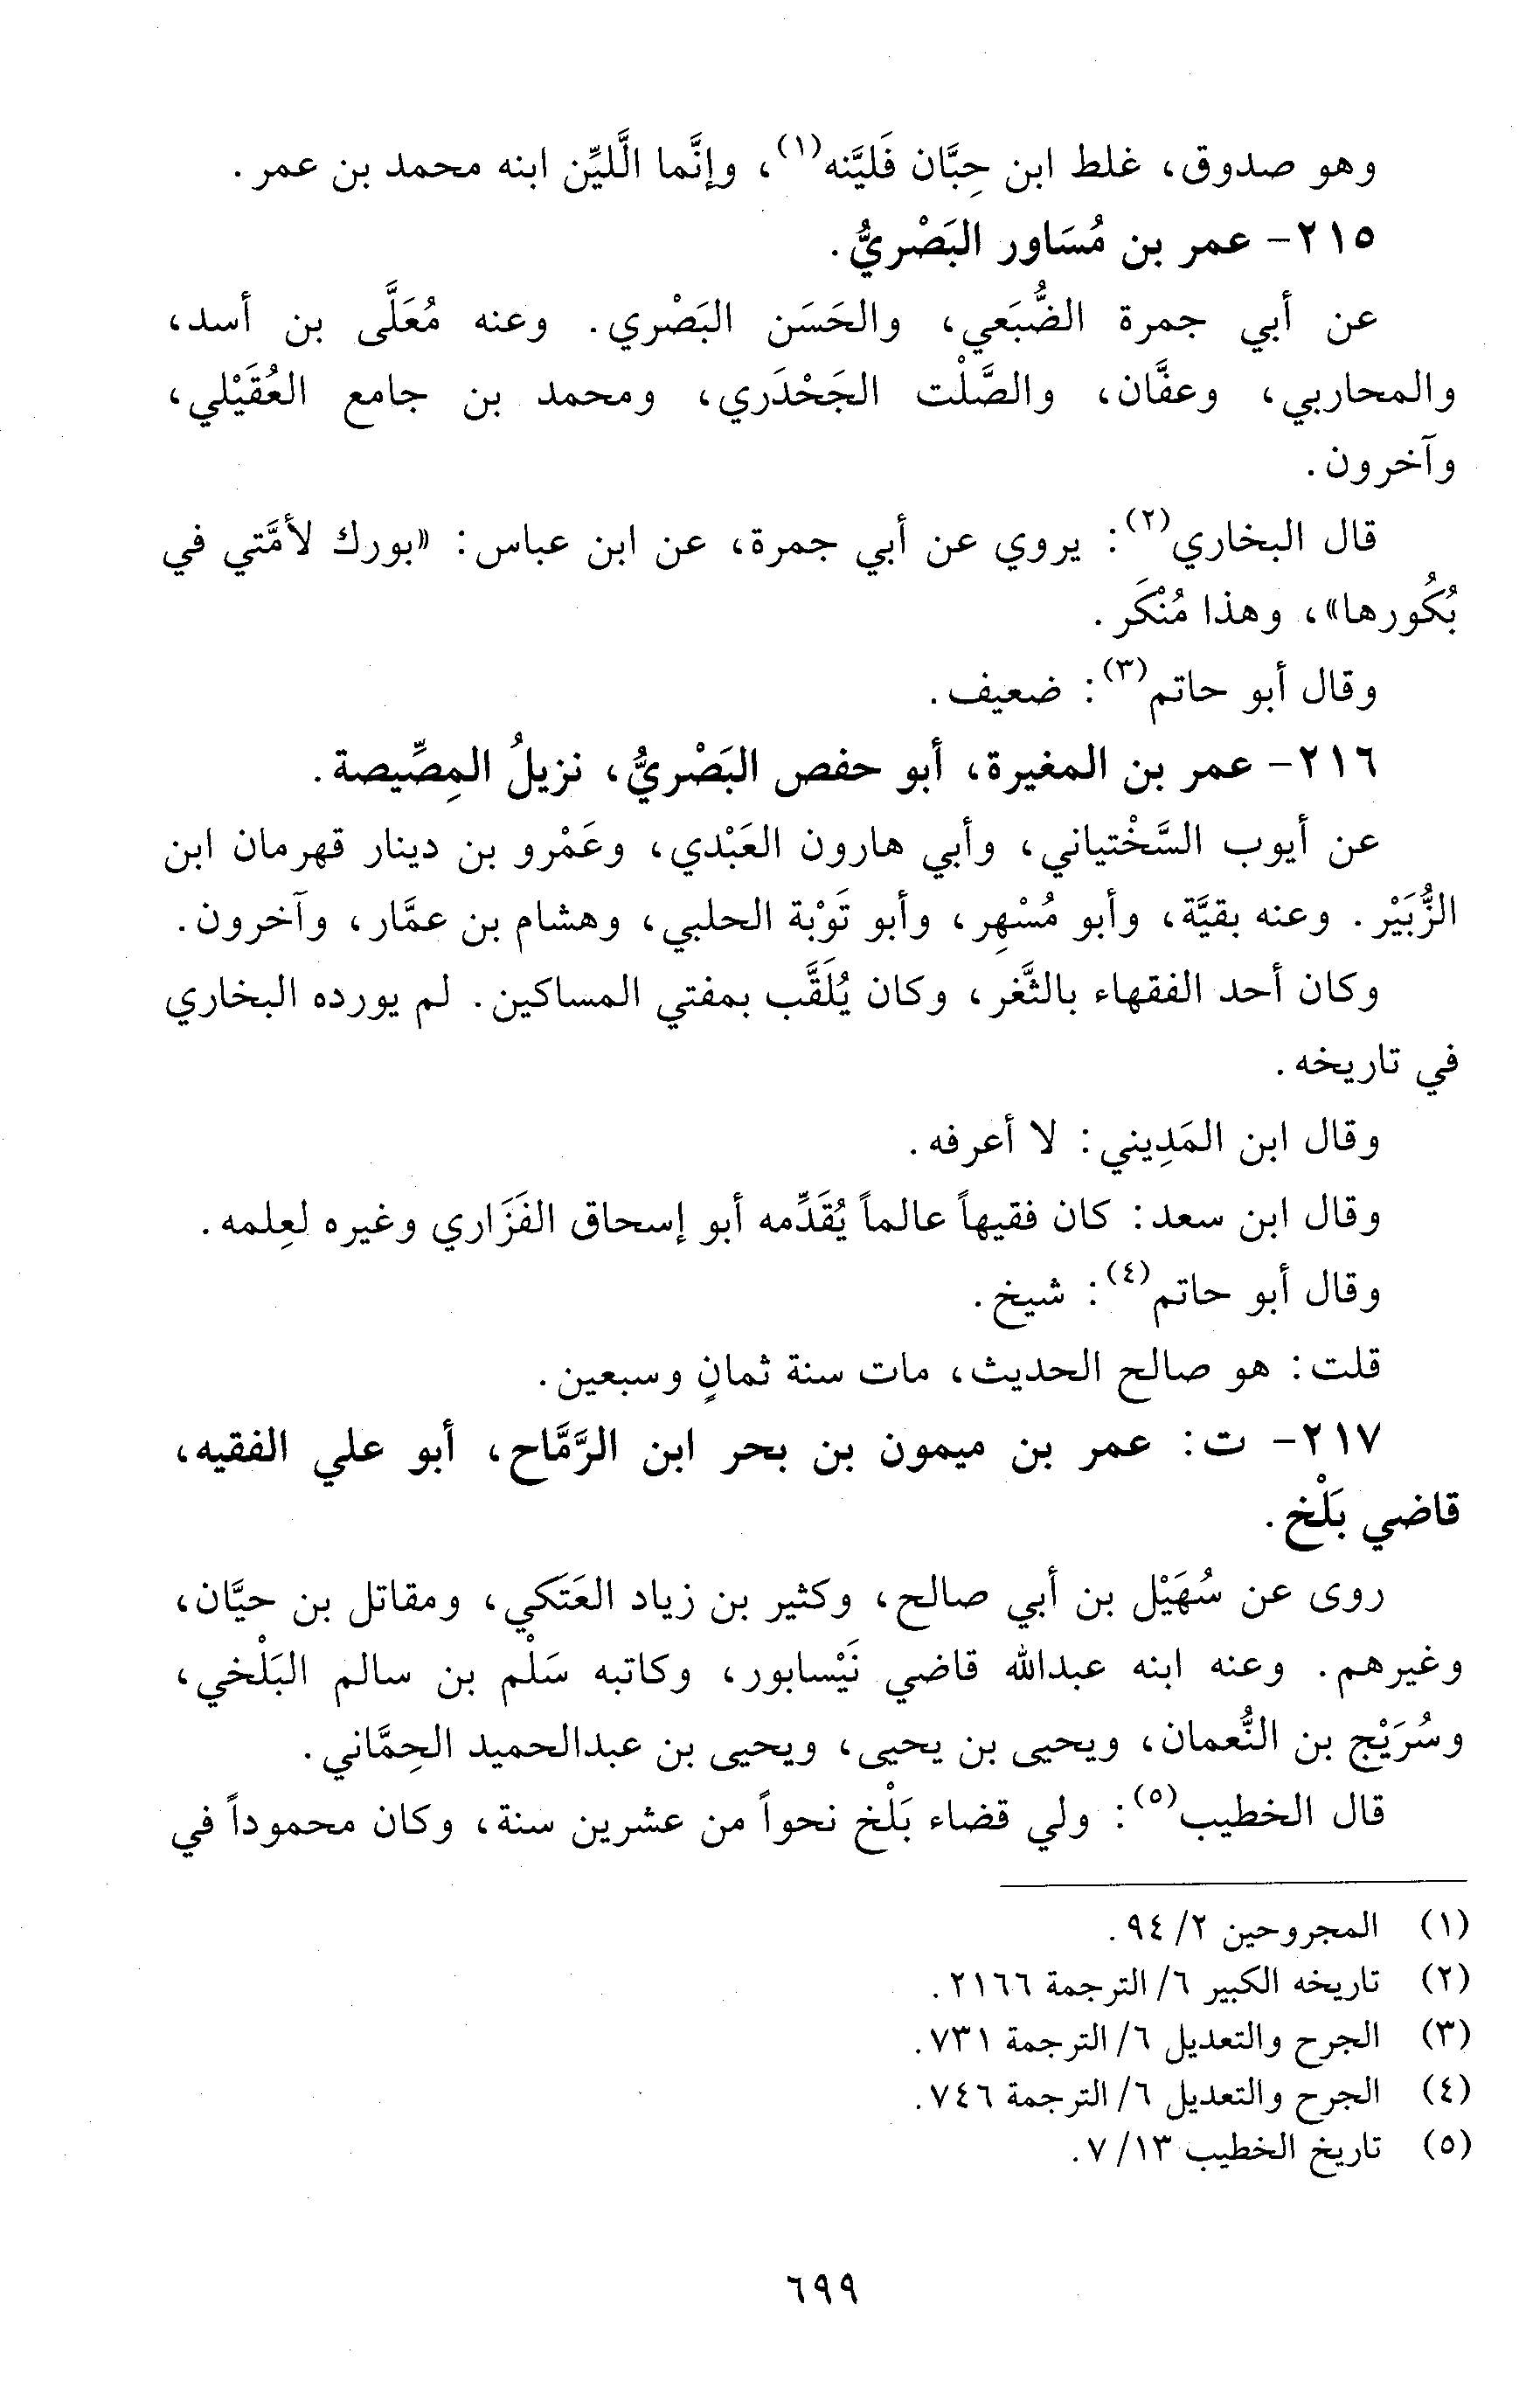 وهو صدوق، غلط ابن حِبَّان فَليَّنه(١)، وإنَّما الَّليِّن ابنه محمد بن عمر.
٢١٥- عمر بن مُسَاور البَصْريُّ.
عن أبي جمرة الضُّبَعي، والحَسَن البَصْري. وعنه مُعَلَّى بن أسد،
والمحاربي، وعفَّان، والصَّلْت الجَحْدَري، ومحمد بن جامع العُقَيْلي،
وآخرون.
قال البخاري(٢): يروي عن أبي جمرة، عن ابن عباس: «بورك لأمَّتي في
بُكُورها»، وهذا مُنْكَر.
وقال أبو حاتم(٣): ضعيف.
٢١٦- عمر بن المغيرة، أبو حفص البَصْريُّ، نزيلُ المِصِّيصة.
عن أيوب السَّخْتياني، وأبي هارون العَبْدي، وعَمْرو بن دينار قهرمان ابن
الزُّبَيْر. وعنه بقيَّة، وأبو مُسْهِر، وأبو تَوْبة الحلبي، وهشام بن عمَّار، وآخرون.
وكان أحد الفقهاء بالثَّغر، وكان يُلَقَّب بمفتي المساكين. لم يورده البخاري
في تاريخه.
وقال ابن المَدِيني: لا أعرفه.
وقال ابن سعد: كان فقيهاً عالماً يُقَدِّمه أبو إسحاق الفَزَاري وغيره لعِلمه.
وقال أبو حاتم(٤): شيخ.
قلت: هو صالح الحديث، مات سنة ثمانٍ وسبعين.
٢١٧- ت: عمر بن ميمون بن بحر ابن الرَّمَّاح، أبو علي الفقيه،
قاضي بَلْخ.
روى عن سُهَيْل بن أبي صالح، وكثير بن زياد العَتَكي، ومقاتل بن حيَّان،
وغيرهم. وعنه ابنه عبدالله قاضي نَيْسابور، وكاتبه سَلْم بن سالم البَلْخي،
وسُرَيْج بن النُّعمان، ويحيى بن يحيى، ويحيى بن عبدالحميد الحِمَّاني.
قال الخطيب(٥): ولي قضاء بَلْخ نحواً من عشرين سنة، وكان محموداً في
(١) المجروحين ٢/ ٩٤.
(٢) تاريخه الكبير ٦/ الترجمة ٢١٦٦.
(٣) الجرح والتعديل ٦/ الترجمة ٧٣١.
(٤) الجرح والتعديل ٦/ الترجمة ٧٤٦.
(٥) تاريخ الخطيب ١٣/ ٧.
٦٩٩